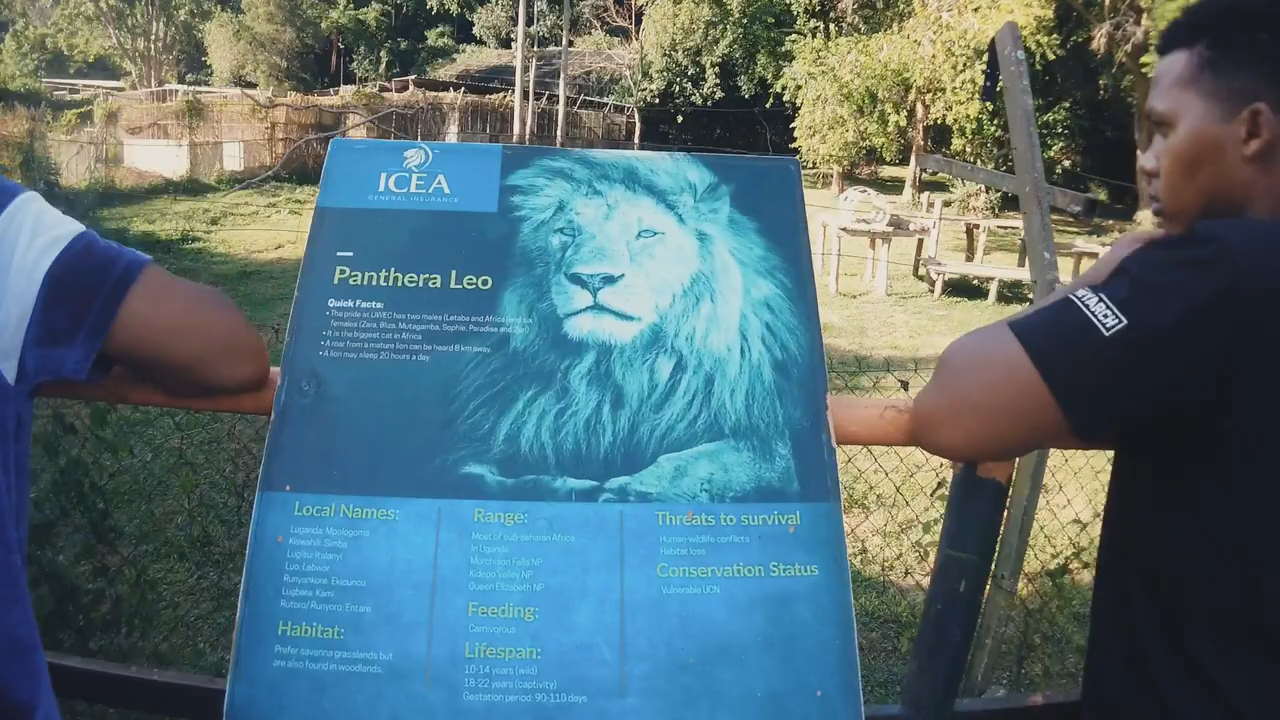 ICEA
GENERAL INSURANCE
Panthera Leo
Quick Facts:
• The pride at UWEC has two males (Letaba and Africa) and six
females (Zara, Bliza, Mutagamba, Sophie, Paradise and Zuri)
• It is the biggest cat in Africa
• A roar from a mature lion can be heard 8 km away.
• A lion may sleep 20 hours a day.
Local Names:
Luganda: Mpologoma
Kiswahili: Simba
Lugisu: Italanyi
Luo: Labwor
Runyankore: Ekicuncu
Lugbara: Kami
Rutoro/ Runyoro: Entare
Habitat:
Prefer savanna grasslands but
are also found in woodlands.
Range:
Most of sub-saharan Africa
In Uganda:
Murchison Falls NP
Kidepo Valley NP
Queen Elizabeth NP
Feeding:
Carnivorous
Lifespan:
10-14 years (wild)
18-22 years (captivity)
Gestation period: 90-110 days
Threats to survival
Human-wildlife conflicts
Habitat loss
Conservation Status
Vulnerable UCN